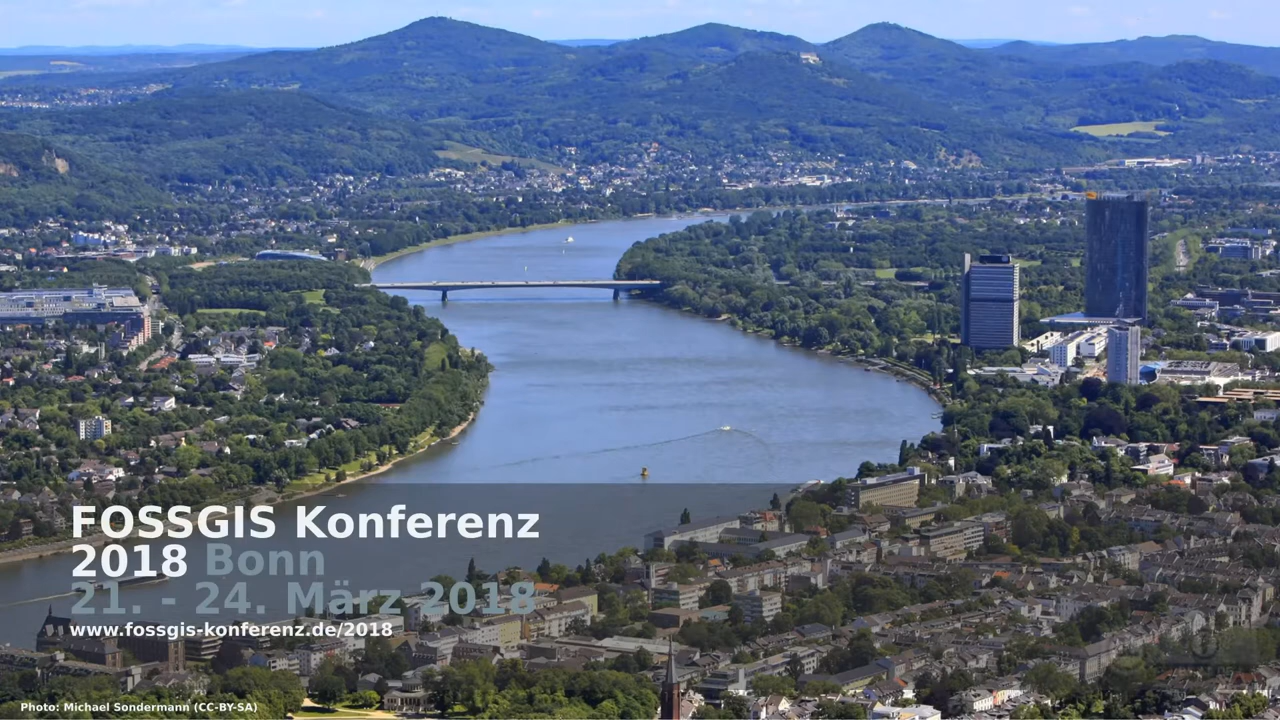 FOSSGIS Konferenz
2018 Bonn
21. - 24. März 2018
www.fossgis-konferenz.de/2018
Photo: Michael Sondermann (CC-BY-SA)